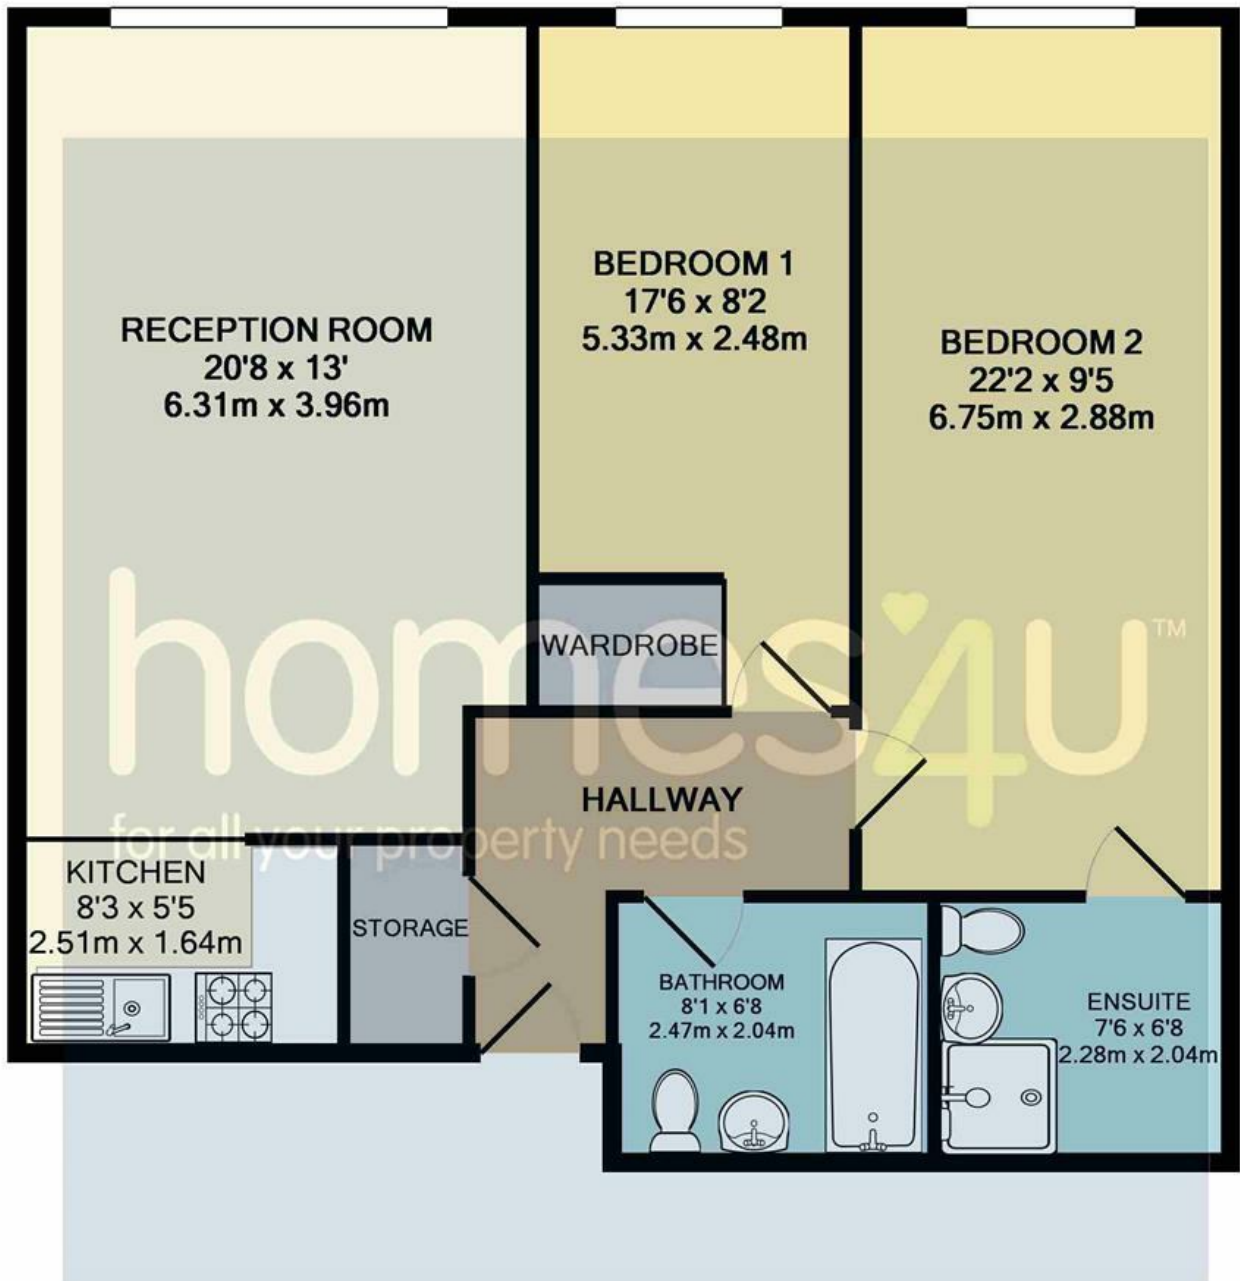 RECEPTION ROOM
20'8 x 13'
6.31m x 3.96m
BEDROOM 1
17'6 x 8'2
5.33m x 2.48m
BEDROOM 2
22'2 x 9'5
6.75m x 2.88m
WARDROBE
homes4u™
for all your property needs
HALLWAY
KITCHEN
8'3 x 5'5
2.51m x 1.64m
STORAGE
BATHROOM
8'1 x 6'8
2.47m x 2.04m
ENSUITE
7'6 x 6'8
2.28m x 2.04m